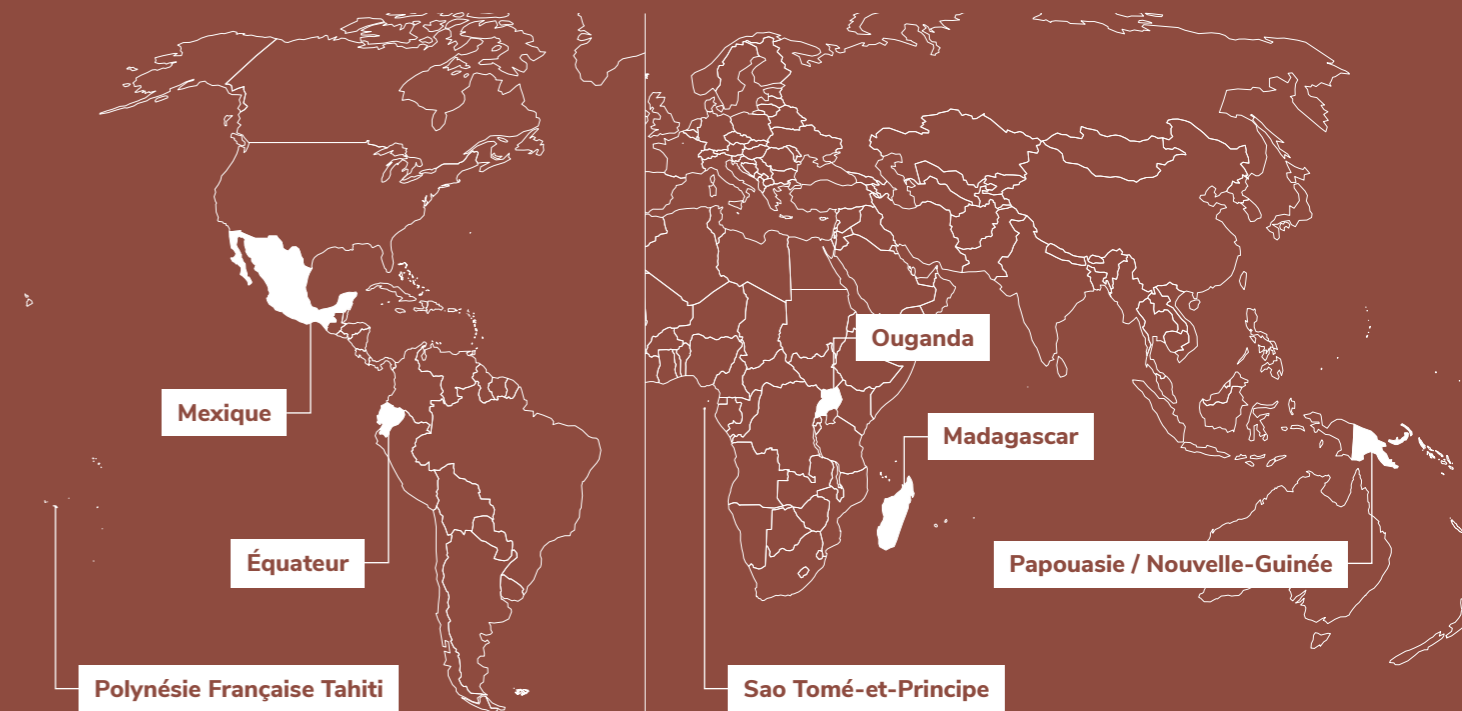 Ouganda
Mexique
Madagascar
Équateur
Papouasie / Nouvelle-Guinée
Polynésie Française Tahiti
Sao Tomé-et-Principe